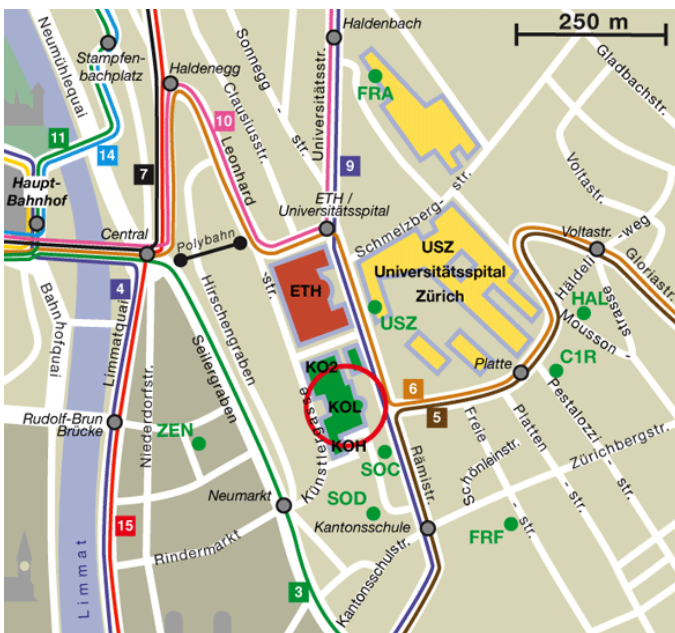 250 m
Haldenbach
Neumühlequai
Stampfen-
bachplatz
Sonnegg
- str.
Gladbachstr.
Haldenegg
FRA
Clausiusstr.
Universitätsstr.
10
11
14
7
9
Leonhard
-str.
Voltastr.
Haupt-
Bahnhof
ETH /
Universitätsspital
Schmelzberg-
str.
Central
Polybahn
USZ
Universitätsspital
Zürich
Voltastr.
Häldeli
-weg
Gloriastr.
4
ETH
Bahnhofquai
Limmatquai
Hirschengraben
Seilergraben
USZ
HAL
Mousson
-
strasse
Platte
C1R
KO2
6
5
KOL
Niederdorfstr.
Rudolf-Brun
Brücke
ZEN
KOH
Künstlergasse
SOC
Rämistr.
Freie
-
str.
Schönleinstr.
Platten
-
str.
Pestalozzi
-
str.
Zürichbergstr.
Neumarkt
SOD
Kantonsschule
FRF
15
Rindermarkt
Kantonsschulstr.
3
Limmat